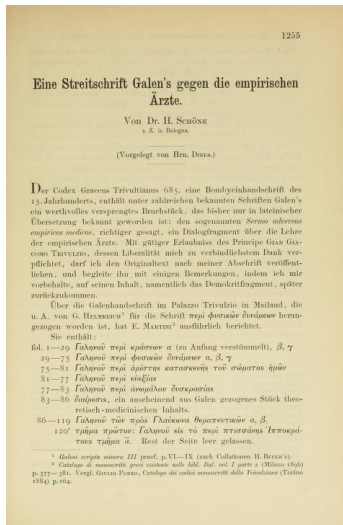 1255
Eine Streitschrift Galen's gegen die empirischen
Ärzte.
Von Dr. H. Schöne
z. Z. in Bologna.
(Vorgelegt von Hrn. Diels.)
Der Codex Graecus Trivultianus 685, eine Bombycinhandschrift des
15. Jahrhunderts, enthält unter zahlreichen bekannten Schriften Galen's
ein werthvolles versprengtes Bruchstück, das bisher nur in lateinischer
Übersetzung bekannt geworden ist: den sogenannten Sermo adversus
empiricos medicos, richtiger gesagt, ein Dialogfragment über die Lehre
der empirischen Ärzte. Mit gütiger Erlaubniss des Principe Gian Gia-
como Trivulzio, dessen Liberalität mich zu verbindlichstem Dank ver-
pflichtet, darf ich den Originaltext nach meiner Abschrift veröffent-
lichen, und begleite ihn mit einigen Bemerkungen, indem ich mir
vorbehalte, auf seinen Inhalt, namentlich das Demokritfragment, später
zurückzukommen.
Über die Galenhandschrift im Palazzo Trivulzio in Mailand, die
u. A. von G. Helmreich¹ für die Schrift περὶ φυσικῶν δυνάμεων heran-
gezogen worden ist, hat E. Martini² ausführlich berichtet.
Sie enthält:
fol. 1—29 Γαληνοῦ περὶ κράσεων α (zu Anfang verstümmelt), β, γ
29—75 Γαληνοῦ περὶ φυσικῶν δυνάμεων α, β, γ
75—81 Γαληνοῦ περὶ ἀρίστης κατασκευῆς τοῦ σώματος ἡμῶν
81—77 Γαληνοῦ περὶ εὐεξίας
77—83 Γαληνοῦ περὶ ἀνωμάλου δυσκρασίας
83—86 διαίρεσις, ein anscheinend aus Galen gezogenes Stück theo-
retisch-medicinischen Inhalts.
86—119 Γαληνοῦ τῶν πρὸς Γλαύκωνα θεραπευτικῶν α, β.
120ʳ τμῆμα πρῶτον: Γαληνοῦ εἰς τὸ περὶ πτισσάνης Ἱπποκρά-
τους τμῆμα α. Rest der Seite leer gelassen.
¹ Galeni scripta minora III praef. p. VI—IX (nach Collationen H. Becker's).
² Catalogo di manoscritti greci esistenti nelle bibl. Ital. vol. I parte 2 (Milano 1896)
p. 377—381. Vergl. Giulio Porro, Catalogo dei codici manoscritti della Trivulziana (Torino
1884) p. 164.